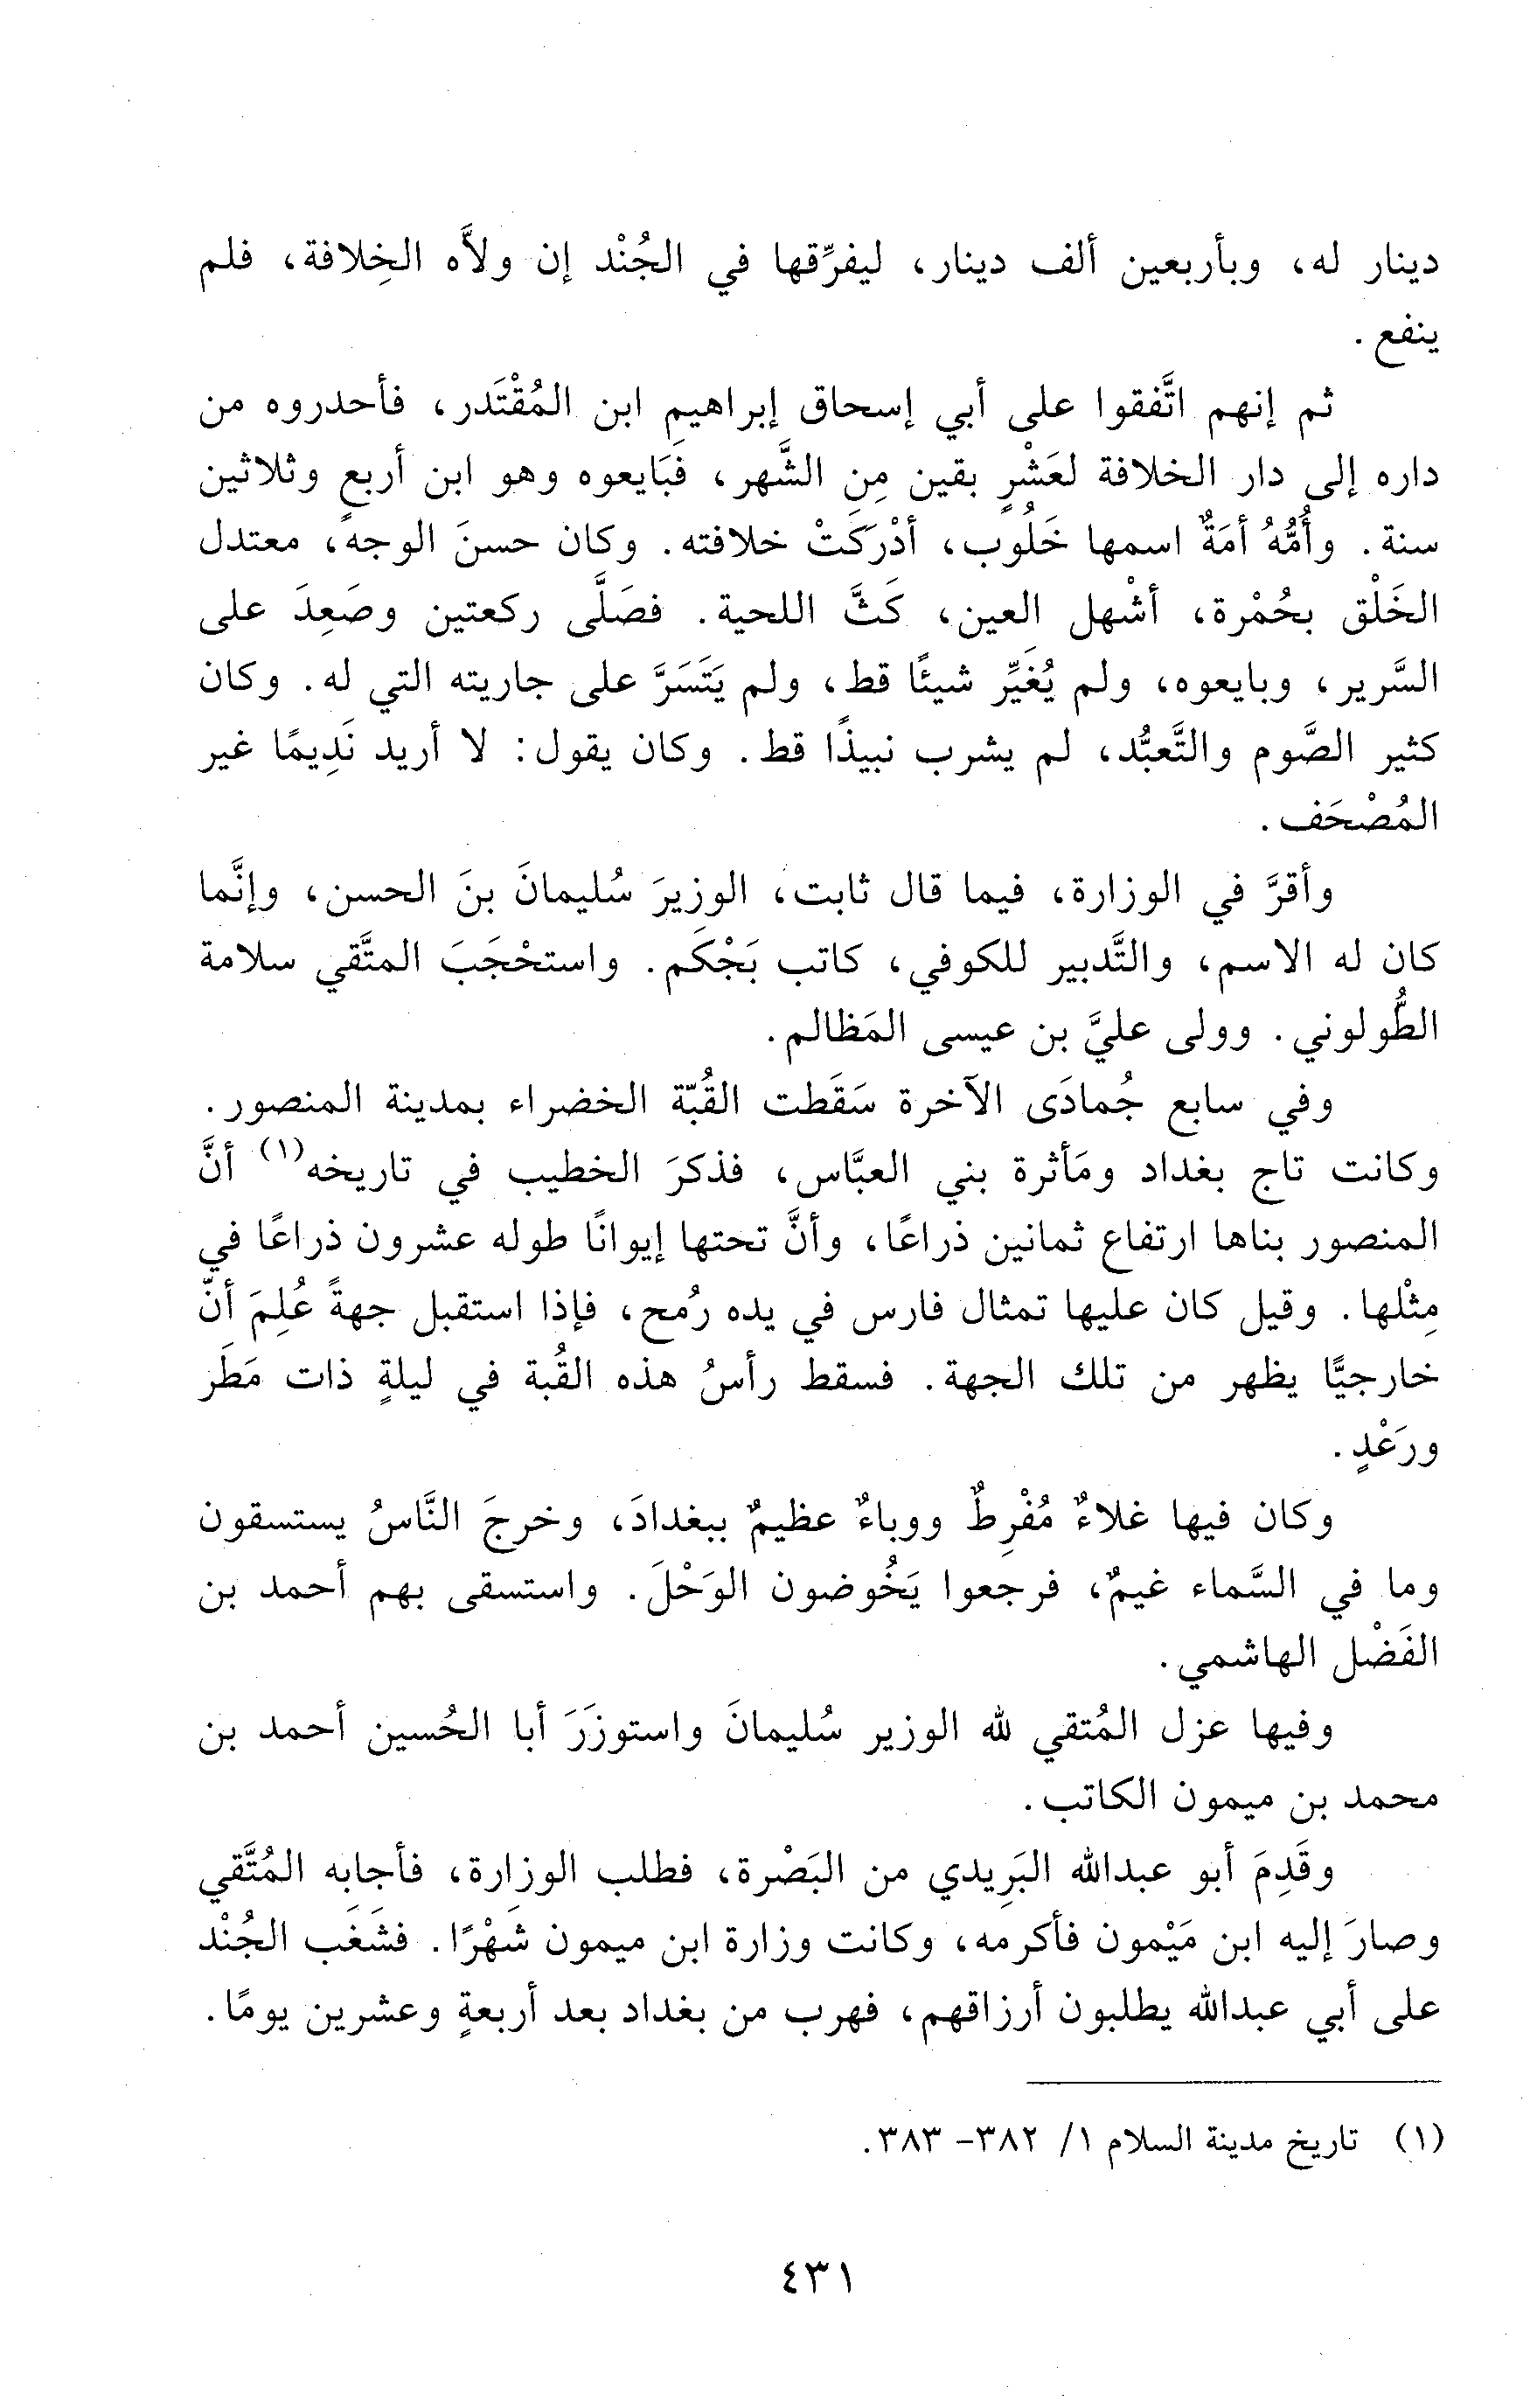 دينار له، وبأربعين ألف دينار، ليفرِّقها في الجُنْد إن ولاَّه الخِلافة، فلم
ينفع.
ثم إنهم اتَّفقوا على أبي إسحاق إبراهيم ابن المُقْتَدر، فأحدروه من
داره إلى دار الخلافة لعَشْرٍ بقين مِن الشَّهر، فَبَايعوه وهو ابن أربعٍ وثلاثين
سنة. وأُمُّهُ أمَةٌ اسمها خَلُوب، أدْرَكَتْ خلافته. وكان حسنَ الوجه، معتدل
الخَلْق بحُمْرة، أشْهل العين، كَثَّ اللحية. فصَلَّى ركعتين وصَعِدَ على
السَّرير، وبايعوه، ولم يُغَيِّر شيئًا قط، ولم يَتَسَرَّ على جاريته التي له. وكان
كثير الصَّوم والتَّعبُّد، لم يشرب نبيذًا قط. وكان يقول: لا أريد نَدِيمًا غير
المُصْحَف.
وأقرَّ في الوزارة، فيما قال ثابت، الوزيرَ سُليمانَ بنَ الحسن، وإنَّما
كان له الاسم، والتَّدبير للكوفي، كاتب بَجْكَم. واستحْجَبَ المتَّقي سلامة
الطُّولوني. وولى عليَّ بن عيسى المَظالم.
وفي سابع جُمادَى الآخرة سَقَطت القُبّة الخضراء بمدينة المنصور.
وكانت تاج بغداد ومَأثرة بني العبَّاس، فذكرَ الخطيب في تاريخه(١) أنَّ
المنصور بناها ارتفاع ثمانين ذراعًا، وأنَّ تحتها إيوانًا طوله عشرون ذراعًا في
مِثْلها. وقيل كان عليها تمثال فارس في يده رُمح، فإذا استقبل جهةً عُلِمَ أنّ
خارجيًّا يظهر من تلك الجهة. فسقط رأسُ هذه القُبة في ليلةٍ ذات مَطَر
ورَعْدٍ.
وكان فيها غلاءٌ مُفْرِطٌ ووباءٌ عظيمٌ ببغدادَ، وخرجَ النَّاسُ يستسقون
وما في السَّماء غيمٌ، فرجعوا يَخُوضون الوَحْلَ. واستسقى بهم أحمد بن
الفَضْل الهاشمي.
وفيها عزل المُتقي لله الوزير سُليمانَ واستوزَرَ أبا الحُسين أحمد بن
محمد بن ميمون الكاتب.
وقَدِمَ أبو عبدالله البَرِيدي من البَصْرة، فطلب الوزارة، فأجابه المُتَّقي
وصارَ إليه ابن مَيْمون فأكرمه، وكانت وزارة ابن ميمون شَهْرًا. فشَغَب الجُنْد
على أبي عبدالله يطلبون أرزاقهم، فهرب من بغداد بعد أربعةٍ وعشرين يومًا.
(١) تاريخ مدينة السلام ١/ ٣٨٢- ٣٨٣.
٤٣١